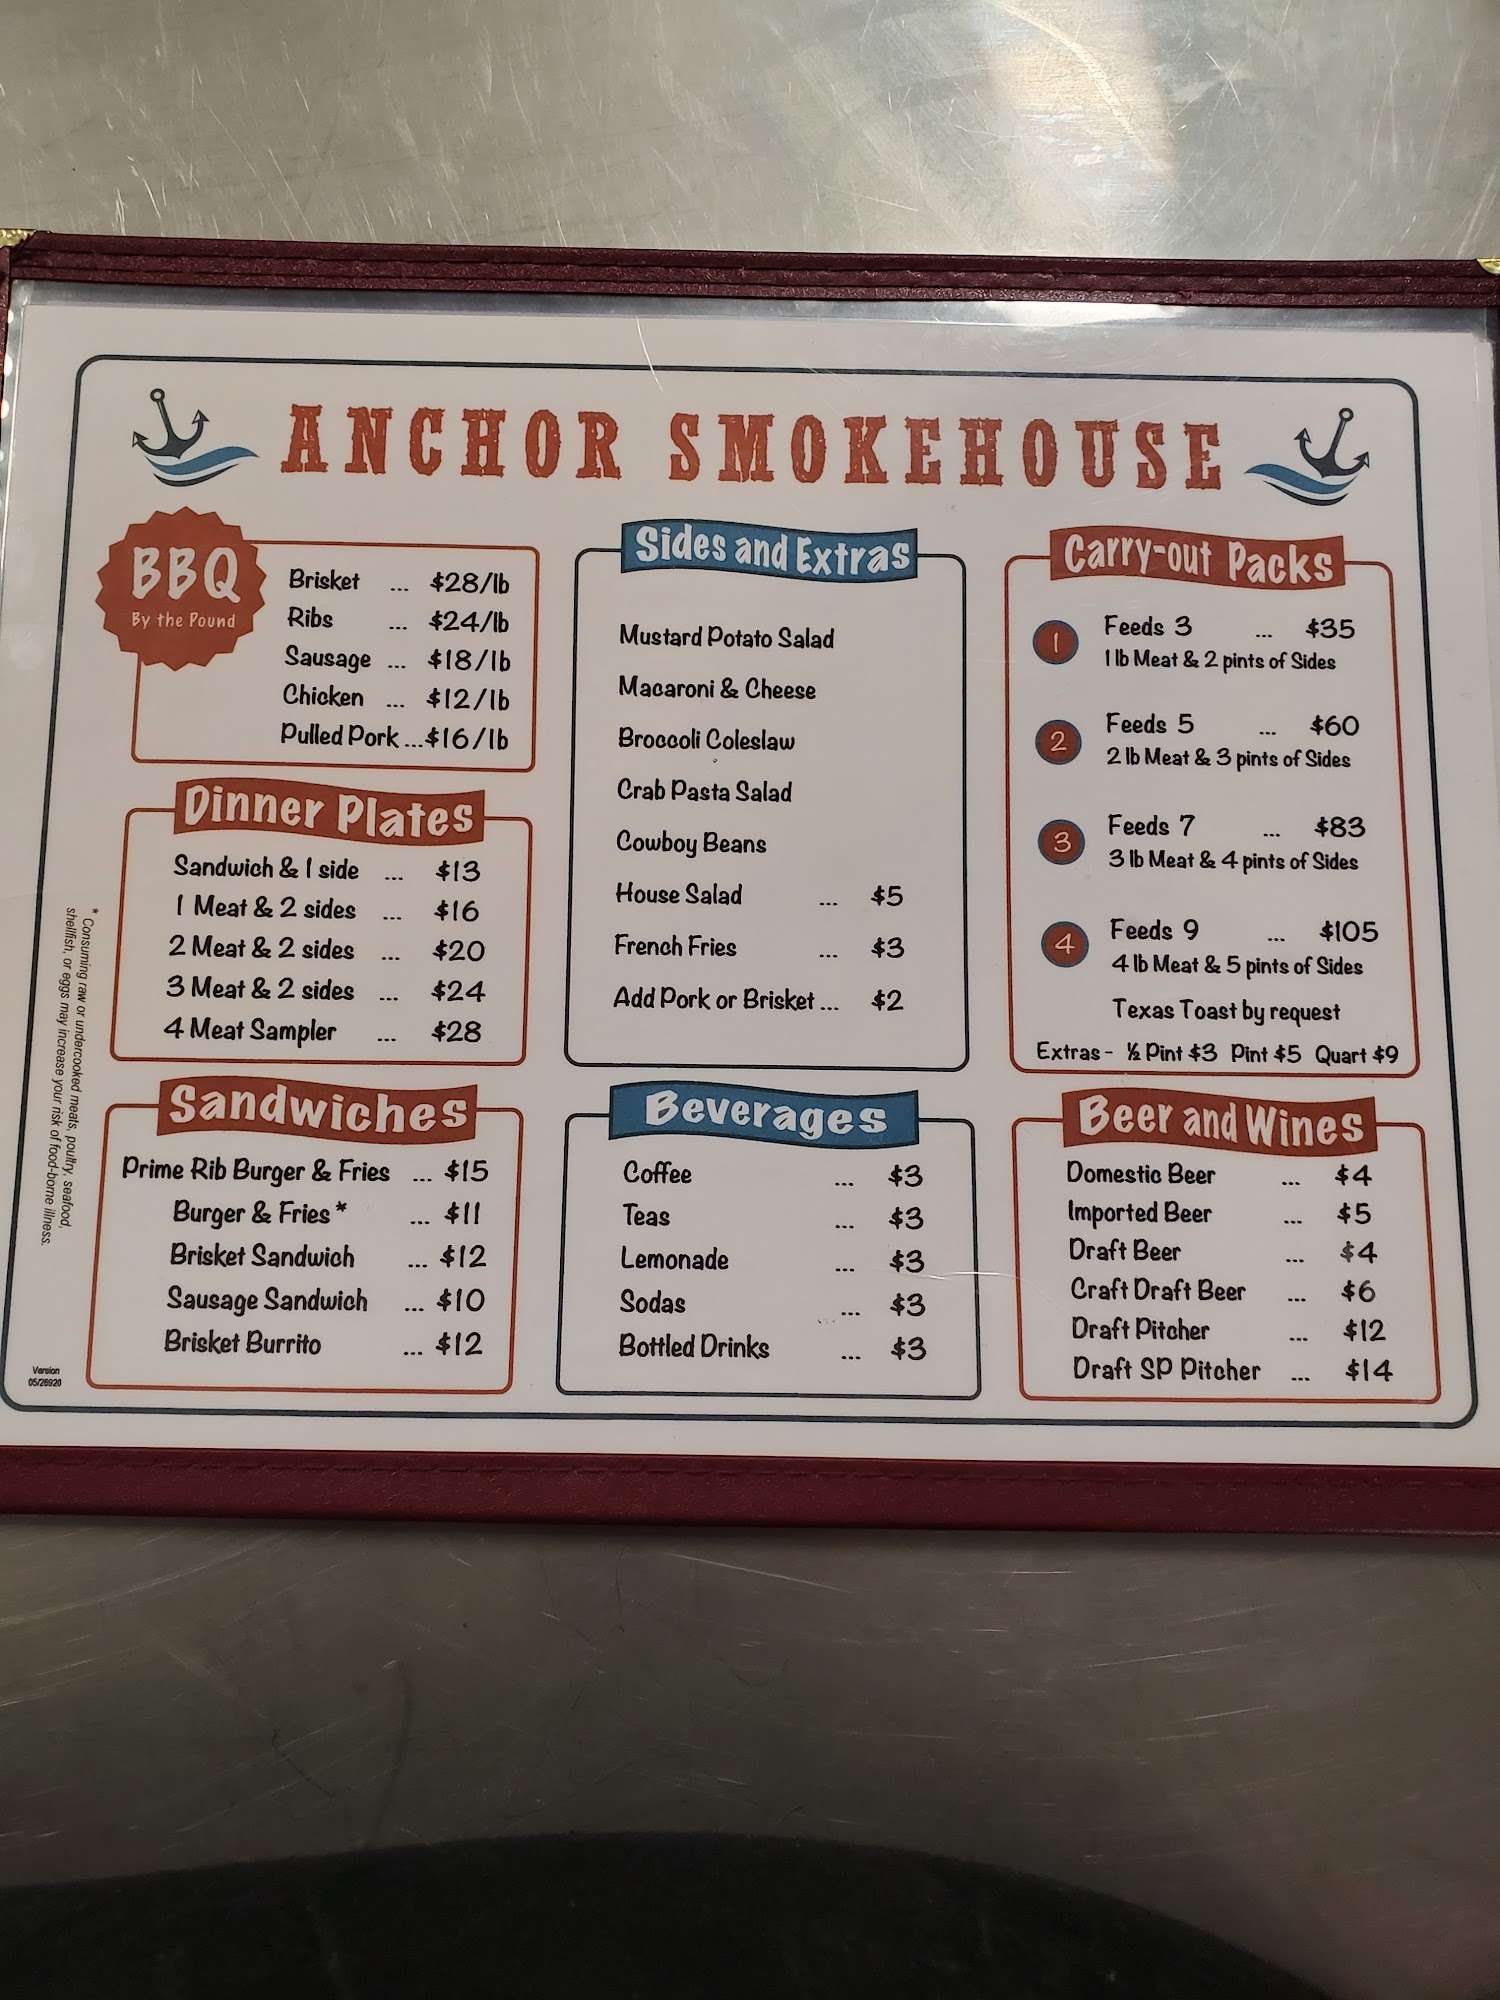 ANCHOR SMOKEHOUSE
BBQ
By the Pound
Brisket ... $28/lb
Ribs ... $24/lb
Sausage ... $18/lb
Chicken ... $12/lb
Pulled Pork ...$16/lb
Dinner Plates
Sandwich & 1 side ... $13
1 Meat & 2 sides ... $16
2 Meat & 2 sides ... $20
3 Meat & 2 sides ... $24
4 Meat Sampler ... $28
Sandwiches
Prime Rib Burger & Fries ... $15
Burger & Fries * ... $11
Brisket Sandwich ... $12
Sausage Sandwich ... $10
Brisket Burrito ... $12
Sides and Extras
Mustard Potato Salad
Macaroni & Cheese
Broccoli Coleslaw
Crab Pasta Salad
Cowboy Beans
House Salad ... $5
French Fries ... $3
Add Pork or Brisket ... $2
Beverages
Coffee ... $3
Teas ... $3
Lemonade ... $3
Sodas ... $3
Bottled Drinks ... $3
Carry-out Packs
1 Feeds 3 ... $35
1 lb Meat & 2 pints of Sides
2 Feeds 5 ... $60
2 lb Meat & 3 pints of Sides
3 Feeds 7 ... $83
3 lb Meat & 4 pints of Sides
4 Feeds 9 ... $105
4 lb Meat & 5 pints of Sides
Texas Toast by request
Extras - ½ Pint $3 Pint $5 Quart $9
Beer and Wines
Domestic Beer ... $4
Imported Beer ... $5
Draft Beer ... $4
Craft Draft Beer ... $6
Draft Pitcher ... $12
Draft SP Pitcher ... $14
* Consuming raw or undercooked meats, poultry, seafood,
shellfish, or eggs may increase your risk of food-borne illness.
Version
05/26920